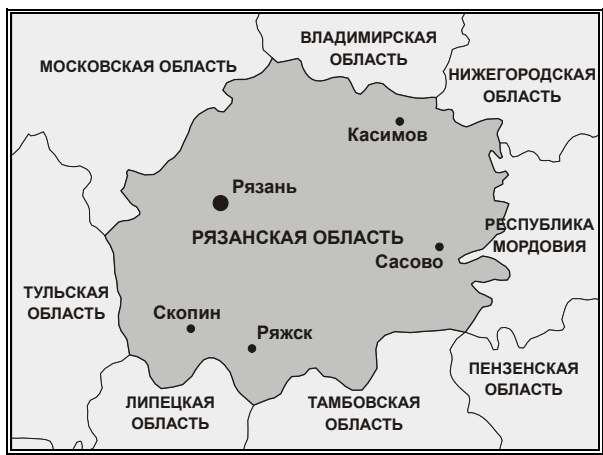 ВЛАДИМИРСКАЯ
ОБЛАСТЬ
МОСКОВСКАЯ ОБЛАСТЬ
НИЖЕГОРОДСКАЯ
ОБЛАСТЬ
Касимов
Рязань
РЯЗАНСКАЯ ОБЛАСТЬ
РЕСПУБЛИКА
МОРДОВИЯ
Сасово
ТУЛЬСКАЯ
ОБЛАСТЬ
Скопин
Ряжск
ПЕНЗЕНСКАЯ
ОБЛАСТЬ
ЛИПЕЦКАЯ
ОБЛАСТЬ
ТАМБОВСКАЯ
ОБЛАСТЬ